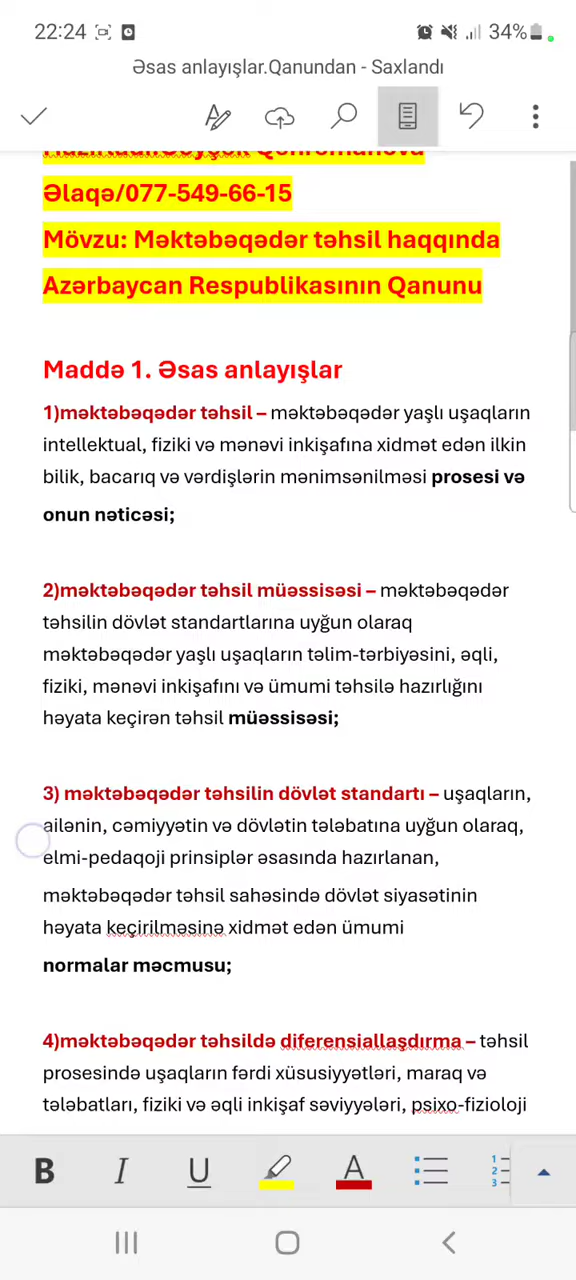 22:24
34%
Əsas anlayışlar.Qanundan - Saxlandı
Əlaqə/077-549-66-15
Mövzu: Məktəbəqədər təhsil haqqında
Azərbaycan Respublikasının Qanunu
Maddə 1. Əsas anlayışlar
1)məktəbəqədər təhsil – məktəbəqədər yaşlı uşaqların
intellektual, fiziki və mənəvi inkişafına xidmət edən ilkin
bilik, bacarıq və vərdişlərin mənimsənilməsi prosesi və
onun nəticəsi;
2)məktəbəqədər təhsil müəssisəsi – məktəbəqədər
təhsilin dövlət standartlarına uyğun olaraq
məktəbəqədər yaşlı uşaqların təlim-tərbiyəsini, əqli,
fiziki, mənəvi inkişafını və ümumi təhsilə hazırlığını
həyata keçirən təhsil müəssisəsi;
3) məktəbəqədər təhsilin dövlət standartı – uşaqların,
ailənin, cəmiyyətin və dövlətin tələbatına uyğun olaraq,
elmi-pedaqoji prinsiplər əsasında hazırlanan,
məktəbəqədər təhsil sahəsində dövlət siyasətinin
həyata keçirilməsinə xidmət edən ümumi
normalar məcmusu;
4)məktəbəqədər təhsildə diferensiallaşdırma – təhsil
prosesində uşaqların fərdi xüsusiyyətləri, maraq və
tələbatları, fiziki və əqli inkişaf səviyyələri, psixo-fizioloji
B I U A